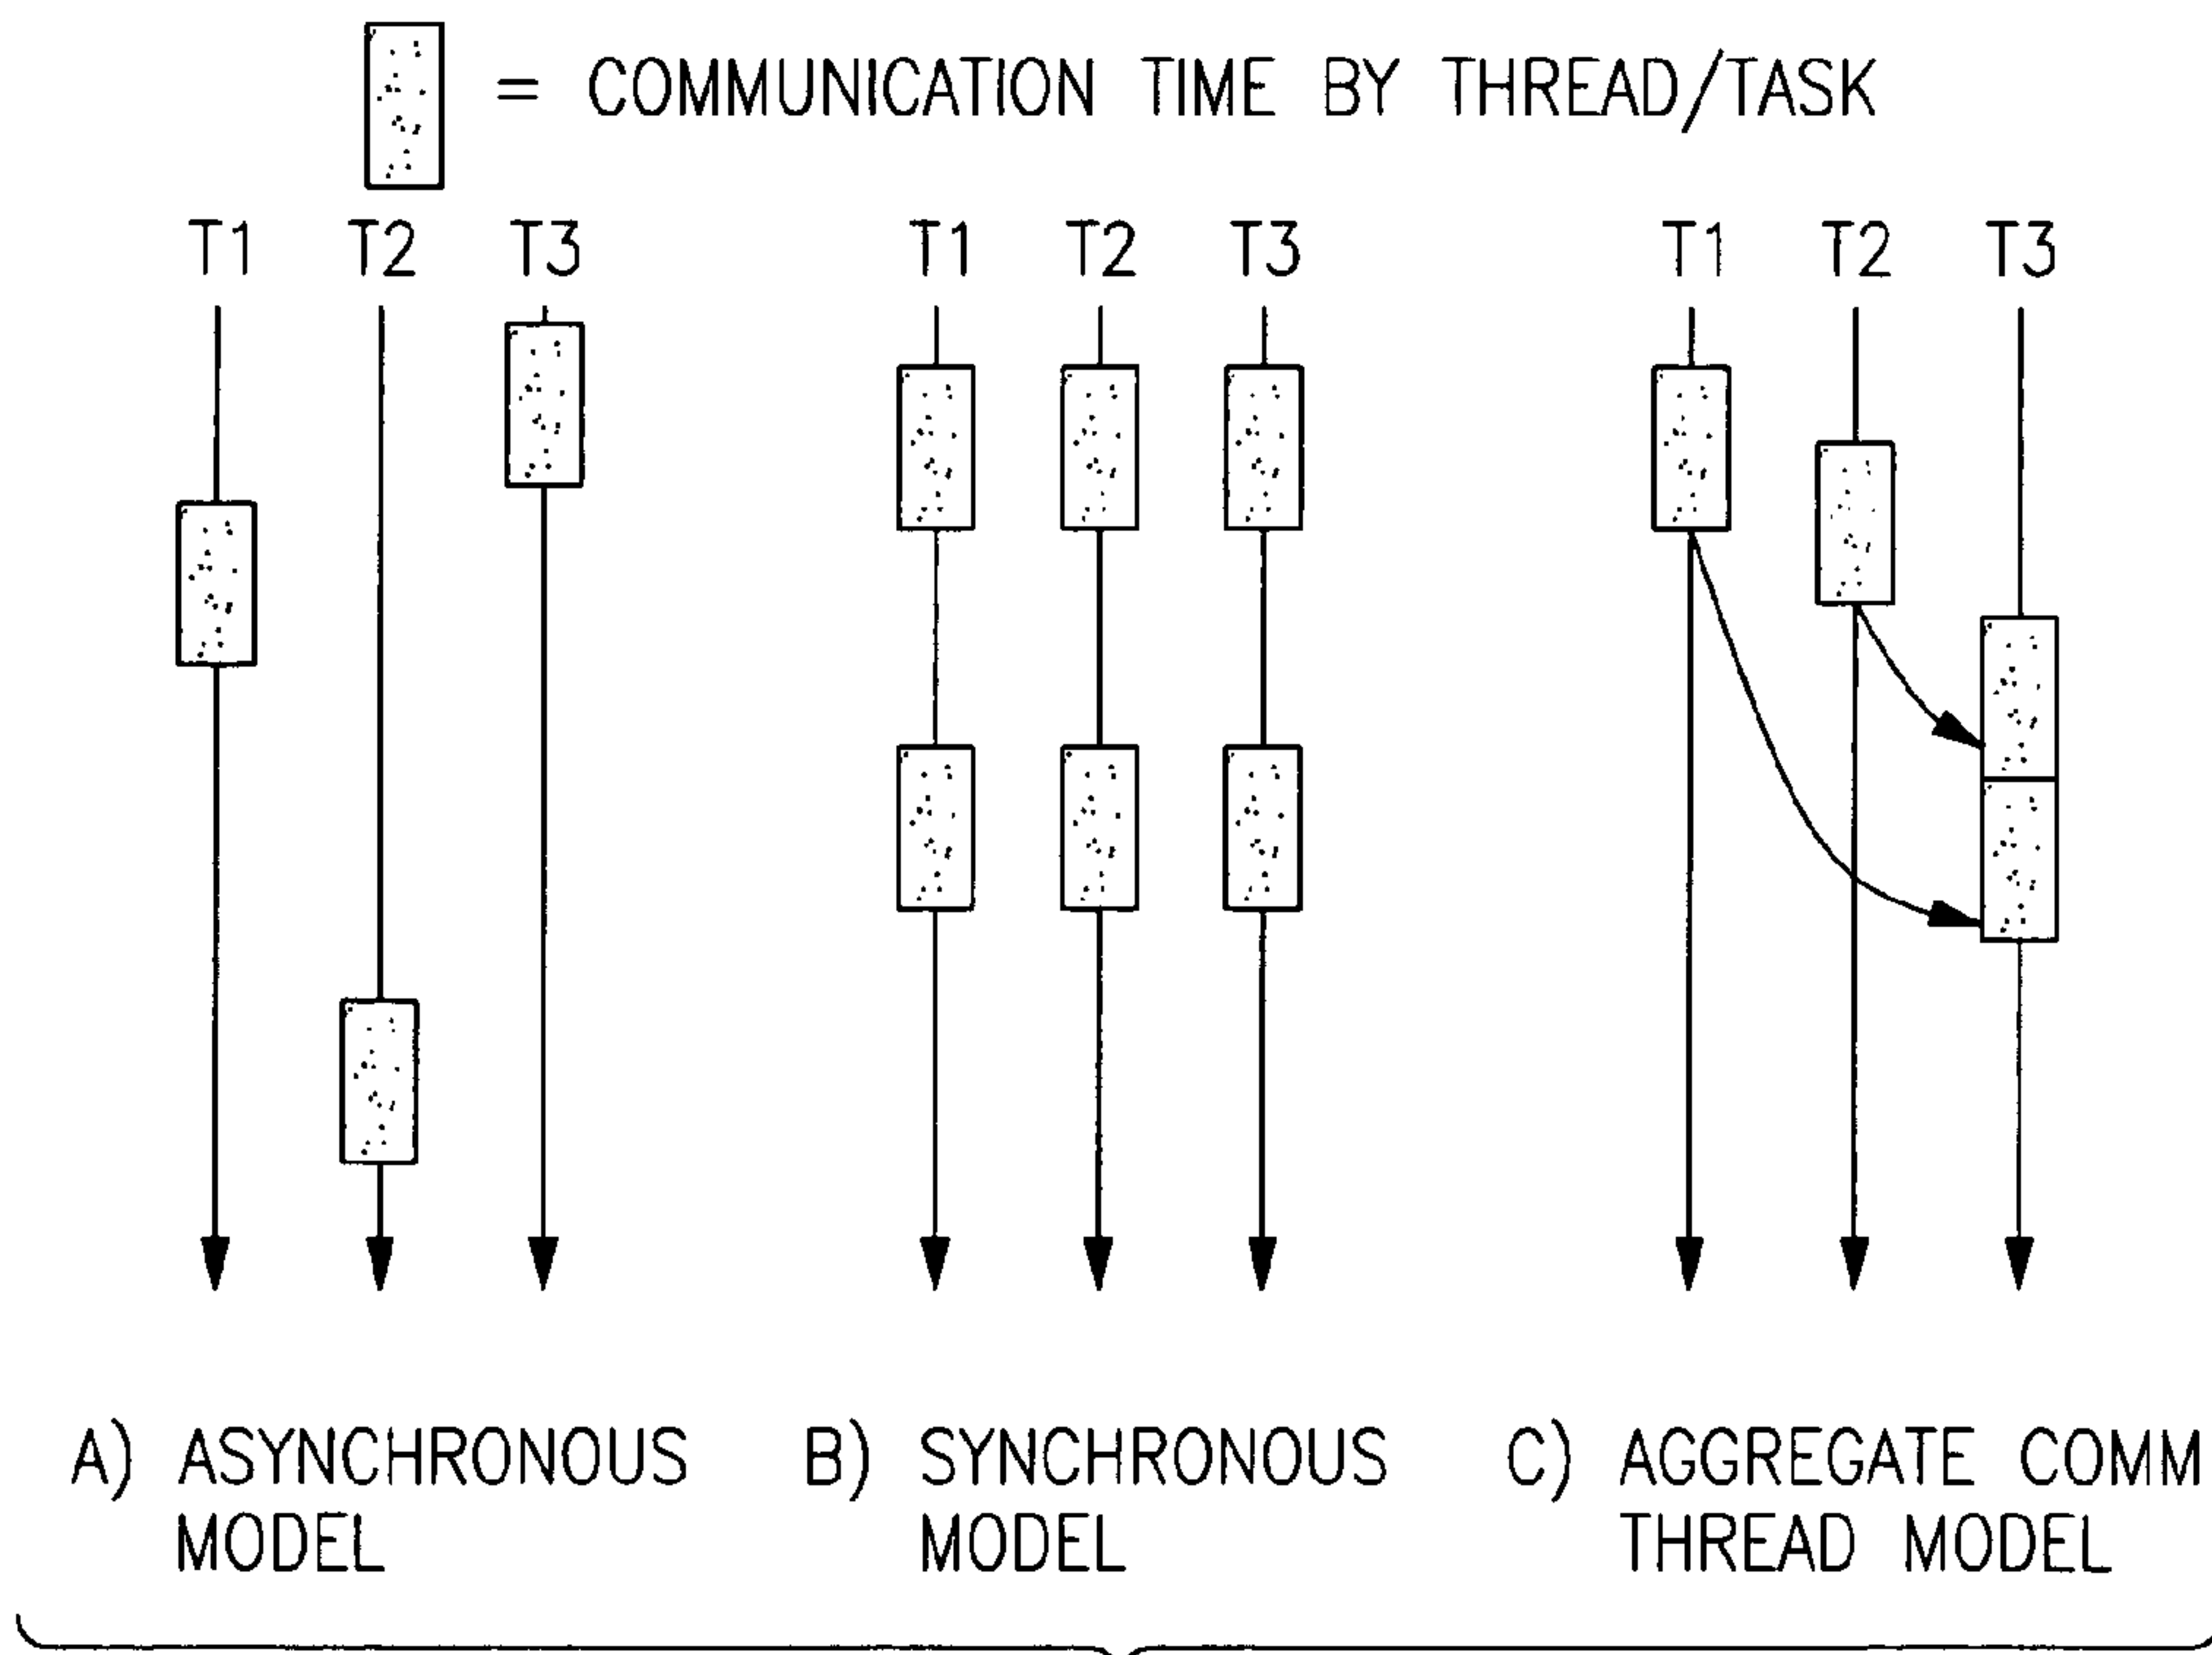 = COMMUNICATION TIME BY THREAD/TASK
T1 T2 T3 T1 T2 T3 T1 T2 T3
A) ASYNCHRONOUS MODEL
B) SYNCHRONOUS MODEL
C) AGGREGATE COMM THREAD MODEL